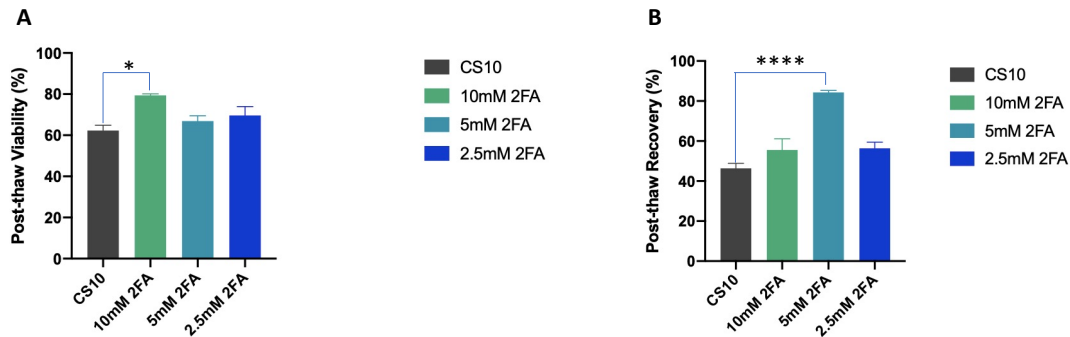 A
Post-thaw Viability (%)
100
80
60
40
20
0
*
CS10
10mM 2FA
5mM 2FA
2.5mM 2FA
CS10
10mM 2FA
5mM 2FA
2.5mM 2FA
B
Post-thaw Recovery (%)
100
80
60
40
20
0
****
CS10
10mM 2FA
5mM 2FA
2.5mM 2FA
CS10
10mM 2FA
5mM 2FA
2.5mM 2FA